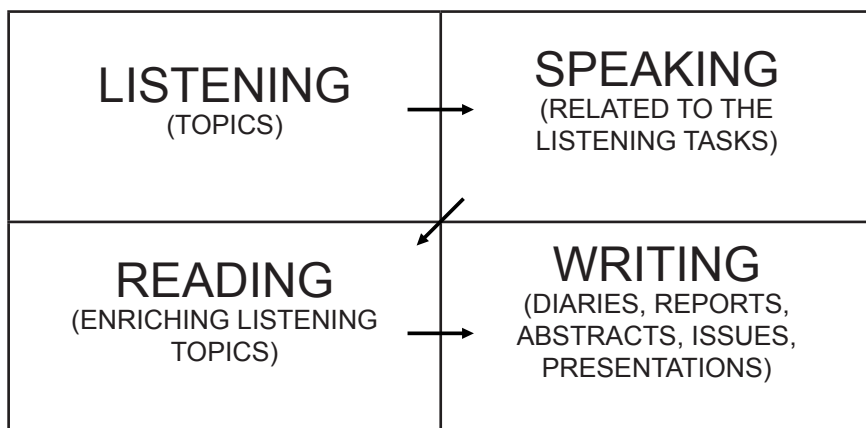 LISTENING
(TOPICS)
SPEAKING
(RELATED TO THE
LISTENING TASKS)
READING
(ENRICHING LISTENING
TOPICS)
WRITING
(DIARIES, REPORTS,
ABSTRACTS, ISSUES,
PRESENTATIONS)